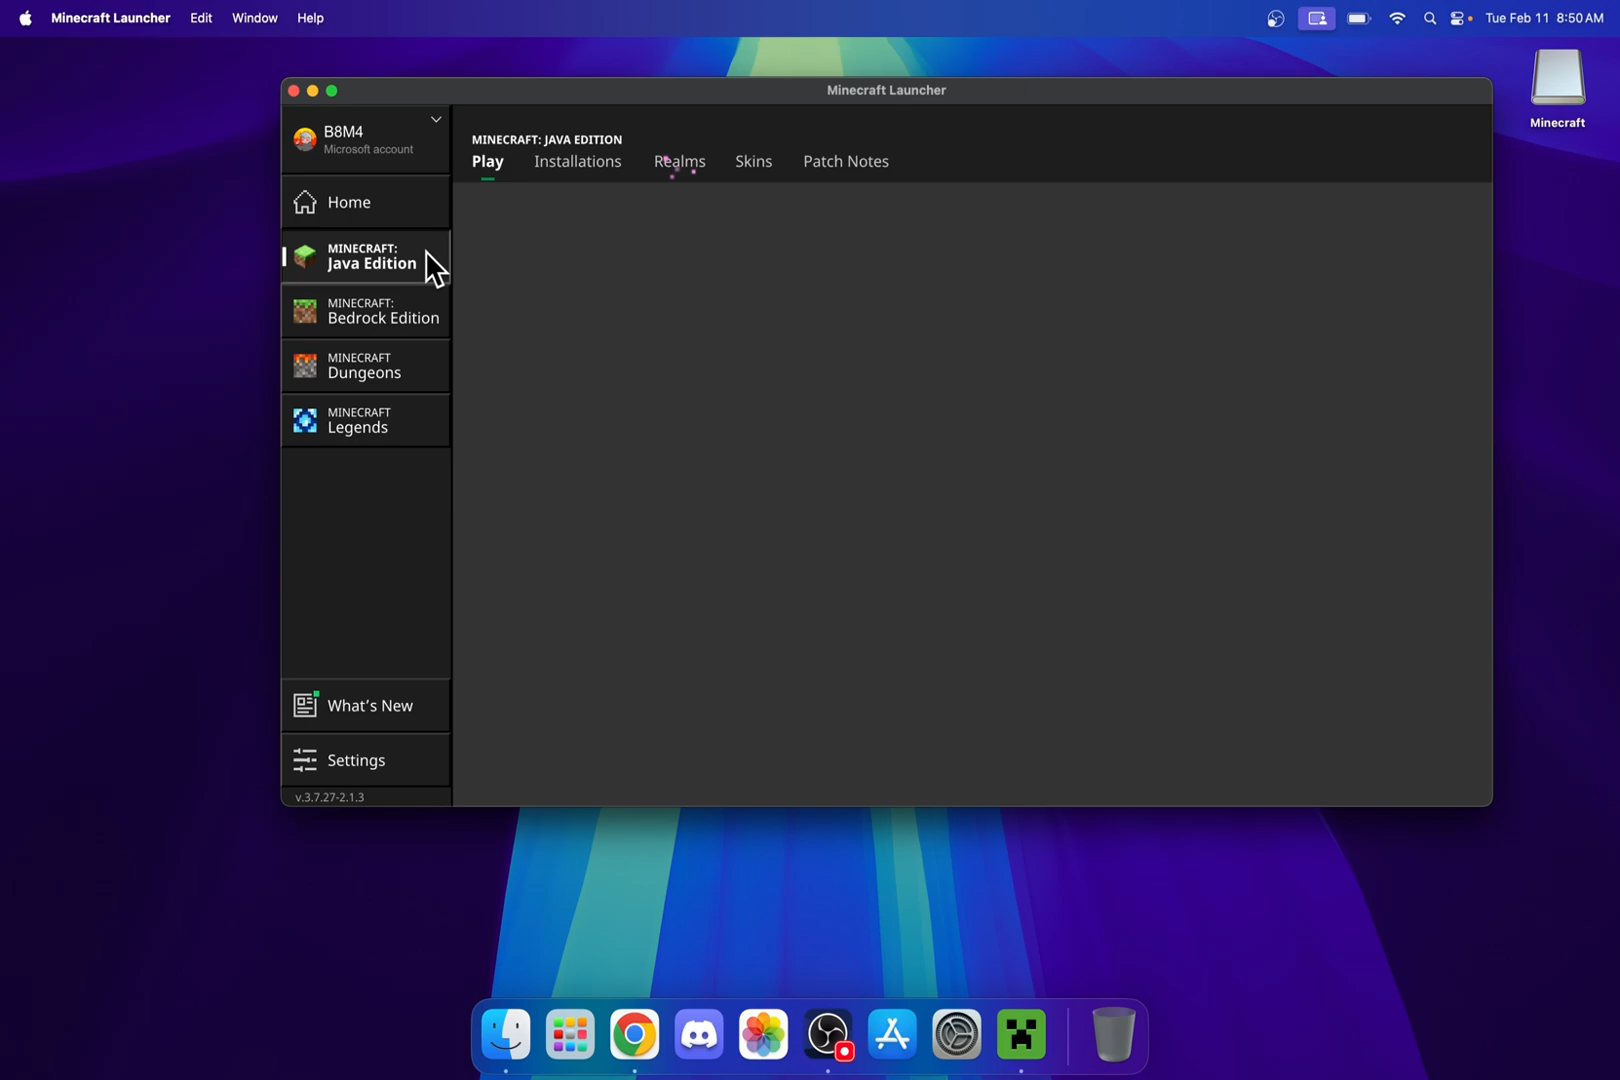 Minecraft Launcher Edit Window Help Tue Feb 11 8:50 AM
Minecraft Launcher
Minecraft
B8M4
Microsoft account
Home
MINECRAFT:
Java Edition
MINECRAFT:
Bedrock Edition
MINECRAFT
Dungeons
MINECRAFT
Legends
What's New
Settings
v.3.7.27-2.1.3
MINECRAFT: JAVA EDITION
Play Installations Realms Skins Patch Notes